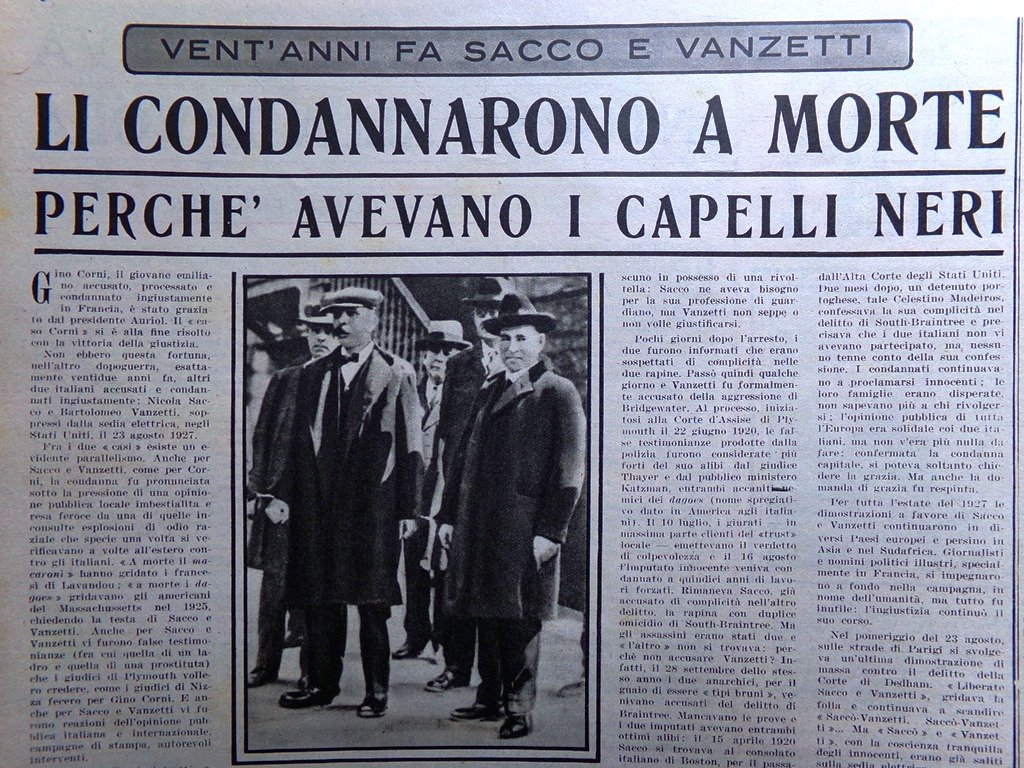 VENT'ANNI FA SACCO E VANZETTI
LI CONDANNARONO A MORTE
PERCHE' AVEVANO I CAPELLI NERI
Gino Corni, il giovane emilia-
no accusato, processato e
condannato ingiustamente
in Francia, è stato grazia-
to dal presidente Auriol. Il « ca-
so Corni » si è alla fine risolto
con la vittoria della giustizia.
Non ebbero questa fortuna,
nell'altro dopoguerra, esatta-
mente ventidue anni fa, altri
due italiani accusati e condan-
nati ingiustamente: Nicola Sac-
co e Bartolomeo Vanzetti, sop-
pressi dalla sedia elettrica, negli
Stati Uniti, il 23 agosto 1927.
Fra i due « casi » esiste un e-
vidente parallelismo. Anche per
Sacco e Vanzetti, come per Cor-
ni, la condanna fu pronunciata
sotto la pressione di una opinio-
ne pubblica locale imbestialita e
resa feroce da una di quelle in-
consulte esplosioni di odio ra-
ziale che specie una volta si ve-
rificavano a volte all'estero con-
tro gli italiani. « A morte il ma-
caroni » hanno gridato i france-
si di Lavandou: « a morte i da-
goes » gridavano gli americani
del Massachussetts nel 1925,
chiedendo la testa di Sacco e
Vanzetti. Anche per Sacco e
Vanzetti vi furono false testimo-
nianze (fra cui quella di un la-
dro e quella di una prostituta)
che i giudici di Plymouth volle-
ro credere, come i giudici di Niz-
za fecero per Gino Corni. E an-
che per Sacco e Vanzetti vi fu-
rono reazioni dell'opinione pub-
blica italiana e internazionale,
campagne di stampa, autorevoli
interventi.
scuno in possesso di una rivol-
tella: Sacco ne aveva bisogno
per la sua professione di guar-
diano, ma Vanzetti non seppe o
non volle giustificarsi.
Pochi giorni dopo l'arresto, i
due furono informati che erano
sospettati di complicità nelle
due rapine. Passò quindi qualche
giorno e Vanzetti fu formalmente
accusato della aggressione di
Bridgewater. Al processo, inizia-
tosi alla Corte d'Assise di Ply-
mouth il 22 giugno 1920, le fal-
se testimonianze prodotte dalla
polizia furono considerate più
forti del suo alibi dal giudice
Thayer e dal pubblico ministero
Katzman, entrambi accaniti ne-
mici dei dagoes (nome spregiati-
vo dato in America agli italia-
ni). Il 10 luglio, i giurati — in
massima parte clienti del «trust»
locale — emettevano il verdetto
di colpevolezza e il 16 agosto
l'imputato innocente veniva con-
dannato a quindici anni di lavo-
ri forzati. Rimaneva Sacco, già
accusato di complicità nell'altro
delitto, la rapina con duplice
omicidio di South-Braintree. Ma
gli assassini erano stati due e
« l'altro » non si trovava: per-
chè non accusare Vanzetti? In-
fatti, il 28 settembre dello stes-
so anno i due anarchici, per il
guaio di essere « tipi bruni », ve-
nivano accusati del delitto di
Braintree. Mancavano le prove e
i due imputati avevano entrambi
ottimi alibi: il 15 aprile 1920
Sacco si trovava al consolato
italiano di Boston, per il passa-
dall'Alta Corte degli Stati Uniti.
Due mesi dopo, un detenuto por-
toghese, tale Celestino Madeiros,
confessava la sua complicità nel
delitto di South-Braintree e pre-
cisava che i due italiani non vi
avevano partecipato, ma nessu-
no tenne conto della sua confes-
sione. I condannati continuava-
no a proclamarsi innocenti; le
loro famiglie erano disperate,
non sapevano più a chi rivolger-
si; l'opinione pubblica di tutta
l'Europa era solidale coi due ita-
liani, ma non v'era più nulla da
fare: confermata la condanna
capitale, si poteva soltanto chie-
dere la grazia. Ma anche la do-
manda di grazia fu respinta.
Per tutta l'estate del 1927 le
dimostrazioni a favore di Sacco
e Vanzetti continuarono in di-
versi Paesi europei e persino in
Asia e nel Sudafrica. Giornalisti
e uomini politici illustri, special-
mente in Francia, si impegnaro-
no a fondo nella campagna, in
nome dell'umanità, ma tutto fu
inutile: l'ingiustizia continuò il
suo corso.
Nel pomeriggio del 23 agosto,
sulle strade di Parigi si svolge-
va un'ultima dimostrazione di
massa contro il delitto della
Corte di Dedham. « Liberate
Sacco e Vanzetti », gridava la
folla e continuava a scandire
« Saccò-Vanzetti, Saccò-Vanzet-
ti »... Ma « Saccò » e « Vanzet-
ti », con la coscienza tranquilla
degli innocenti, erano già saliti
sulla sedia elettrica